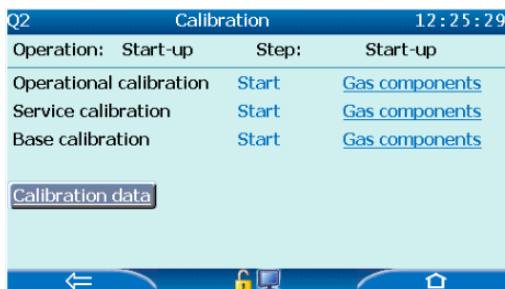 Q2 Calibration 12:25:29
Operation: Start-up Step: Start-up
Operational calibration Start Gas components
Service calibration Start Gas components
Base calibration Start Gas components
Calibration data